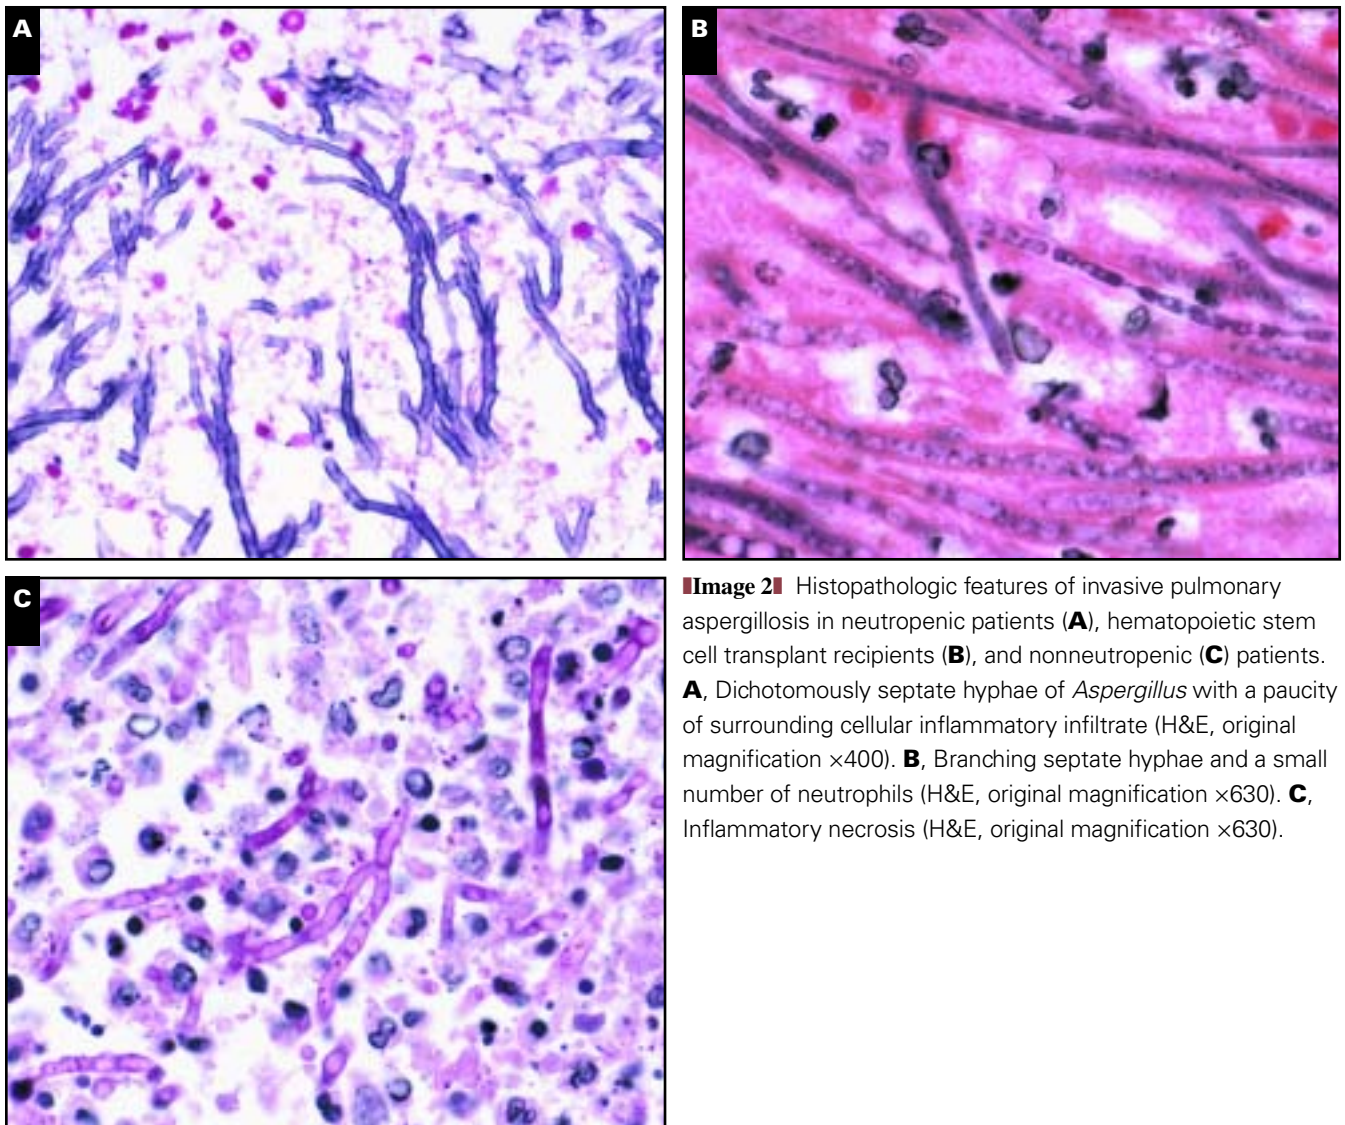 A
B
C
Image 2 Histopathologic features of invasive pulmonary
aspergillosis in neutropenic patients (A), hematopoietic stem
cell transplant recipients (B), and nonneutropenic (C) patients.
A, Dichotomously septate hyphae of Aspergillus with a paucity
of surrounding cellular inflammatory infiltrate (H&E, original
magnification ×400). B, Branching septate hyphae and a small
number of neutrophils (H&E, original magnification ×630). C,
Inflammatory necrosis (H&E, original magnification ×630).